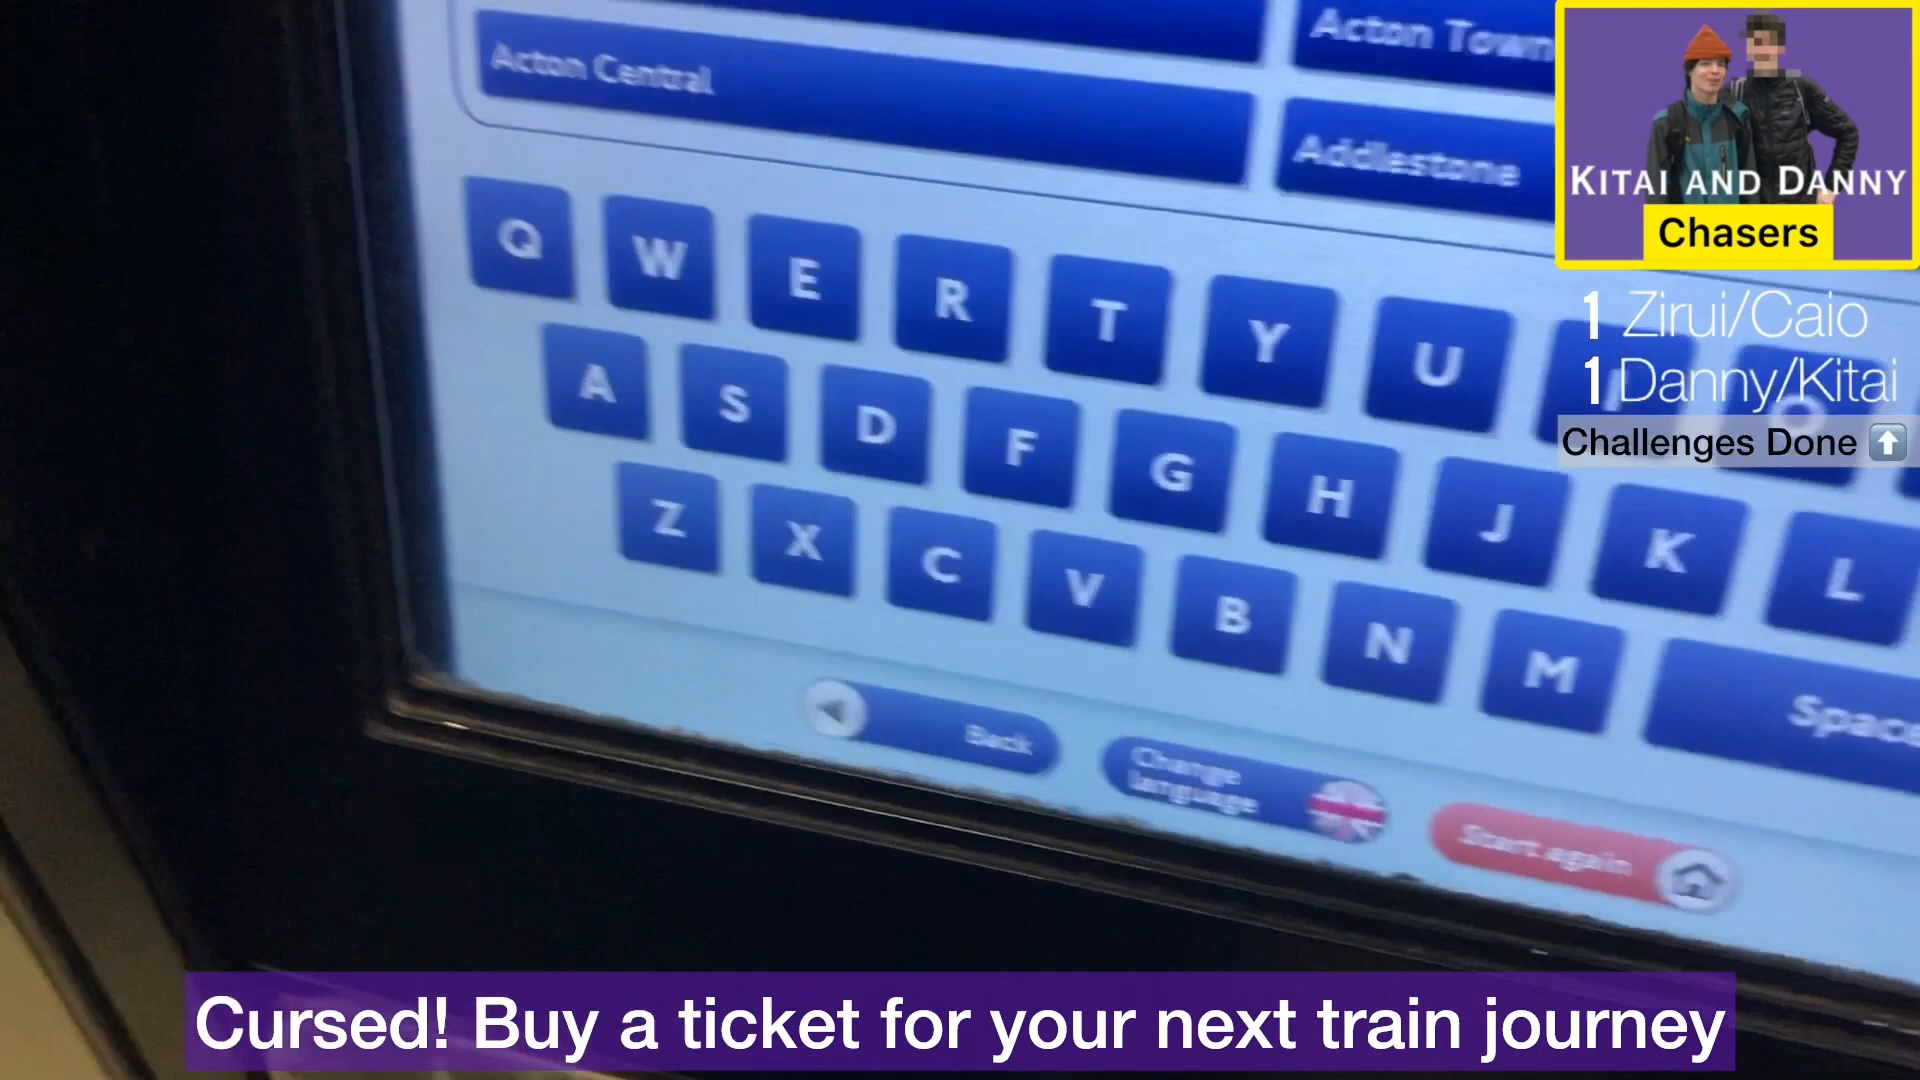 Acton Town
Acton Central
Addlestone
KITAI AND DANNY
Chasers
1 Zirui/Caio
1 Danny/Kitai
Challenges Done
Q W E R T Y U I O
A S D F G H J K L
Z X C V B N M Space
Back
Change
language
Start again
Cursed! Buy a ticket for your next train journey